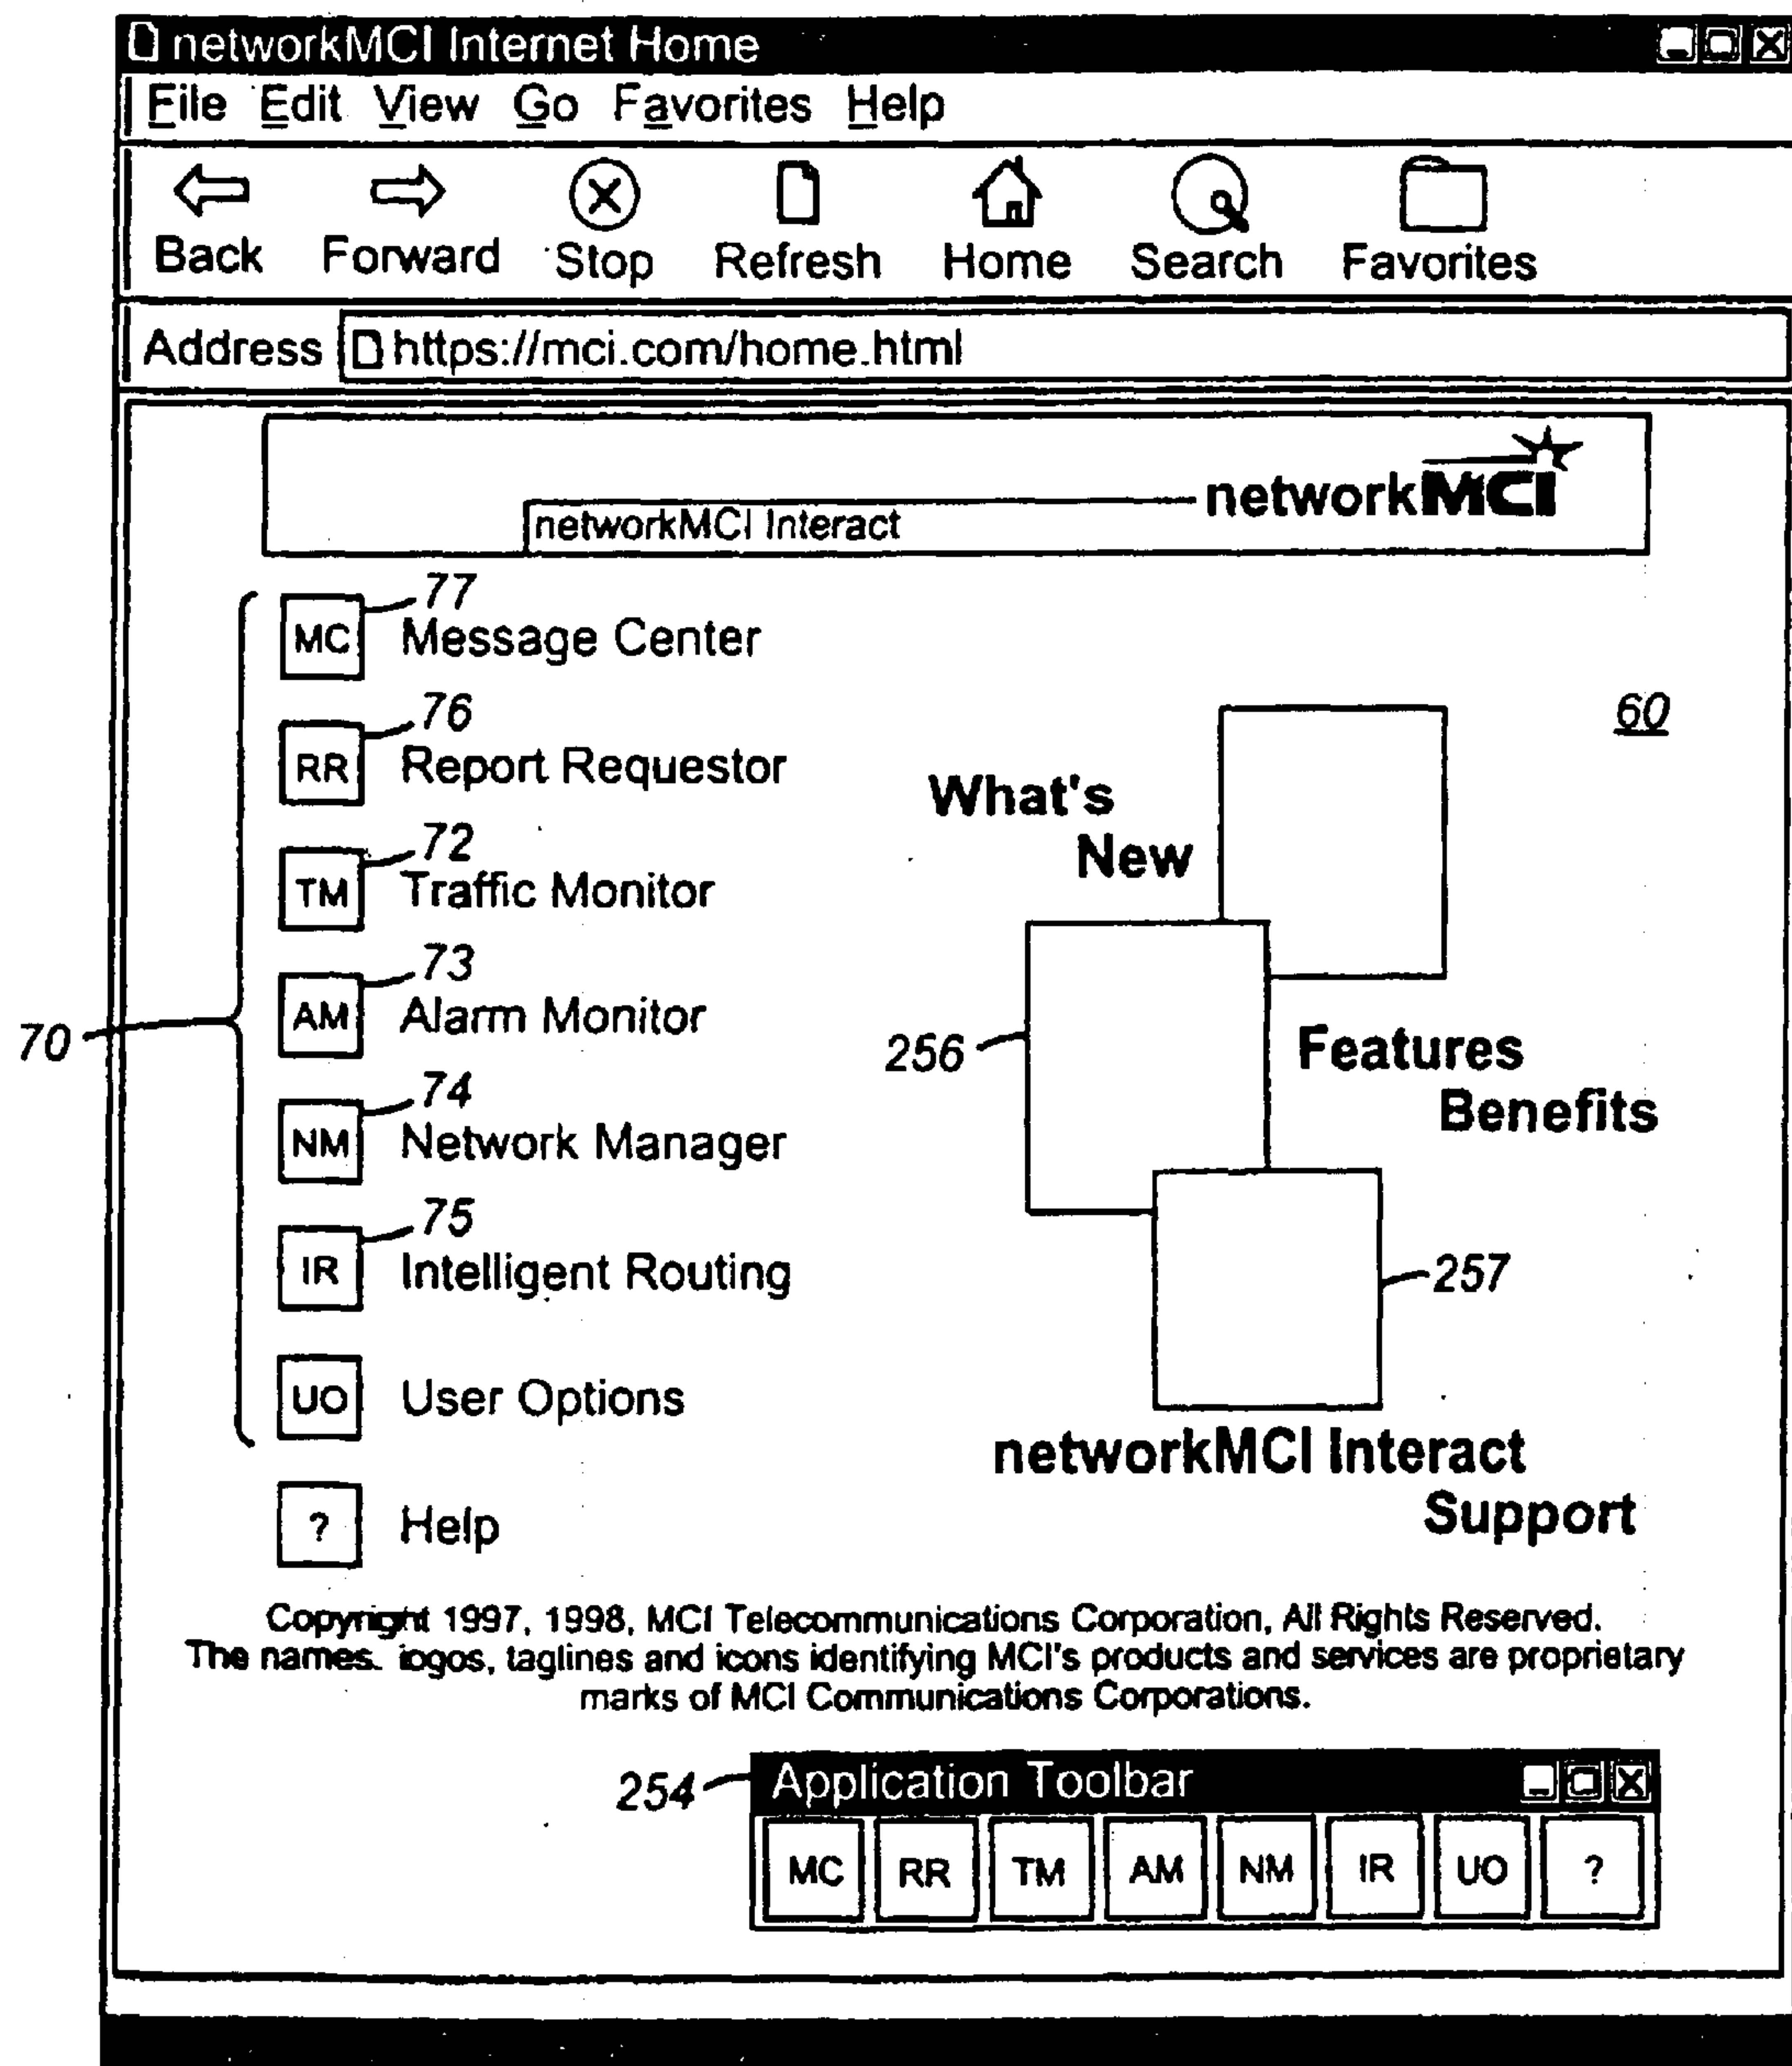 networkMCI Internet Home
File Edit View Go Favorites Help
Back Forward Stop Refresh Home Search Favorites
Address https://mci.com/home.html
networkMCI
networkMCI Interact
77
MC Message Center
76
RR Report Requestor
72
TM Traffic Monitor
73
AM Alarm Monitor
74
NM Network Manager
75
IR Intelligent Routing
UO User Options
? Help
70
60
What's
New
256
Features
Benefits
257
networkMCI Interact
Support
Copyright 1997, 1998, MCI Telecommunications Corporation, All Rights Reserved.
The names. logos, taglines and icons identifying MCI's products and services are proprietary
marks of MCI Communications Corporations.
254
Application Toolbar
MC RR TM AM NM IR UO ?